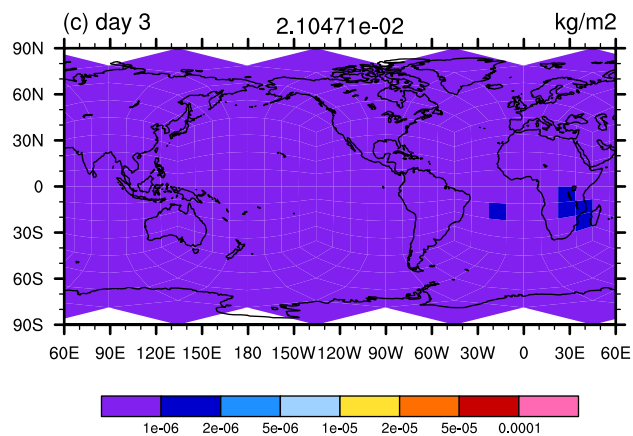 (c) day 3 2.10471e-02 kg/m2
90N
60N
30N
0
30S
60S
90S
60E 90E 120E 150E 180 150W 120W 90W 60W 30W 0 30E 60E
1e-06 2e-06 5e-06 1e-05 2e-05 5e-05 0.0001